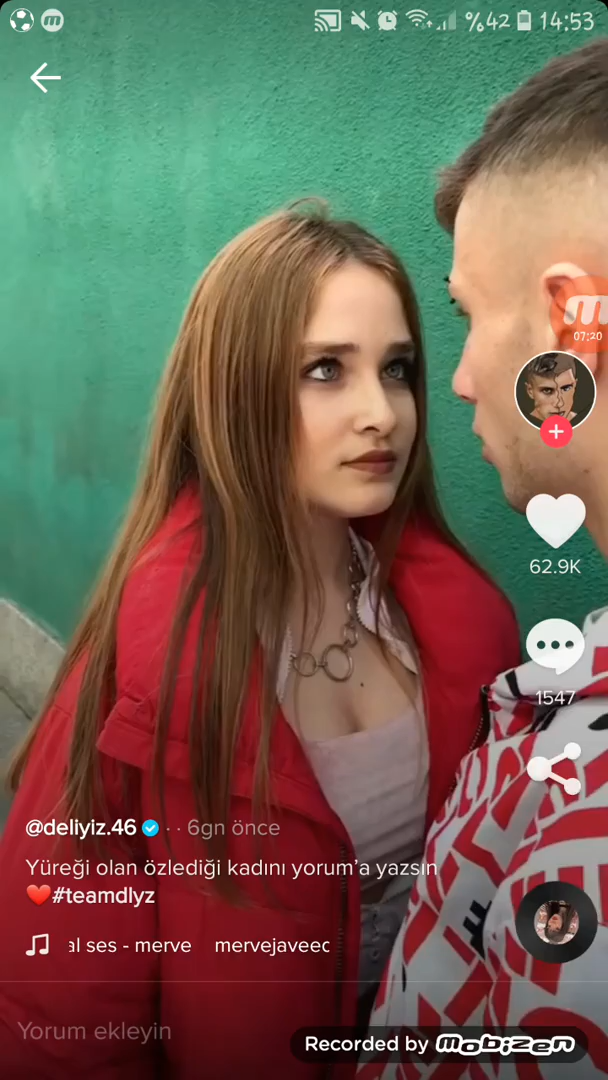 %42 14:53
07:20
62.9K
1547
@deliyiz.46 · 6gn önce
Yüreği olan özlediği kadını yorum’a yazsın
❤️#teamdlyz
al ses - merve mervejaveec
Yorum ekleyin
Recorded by mobizen